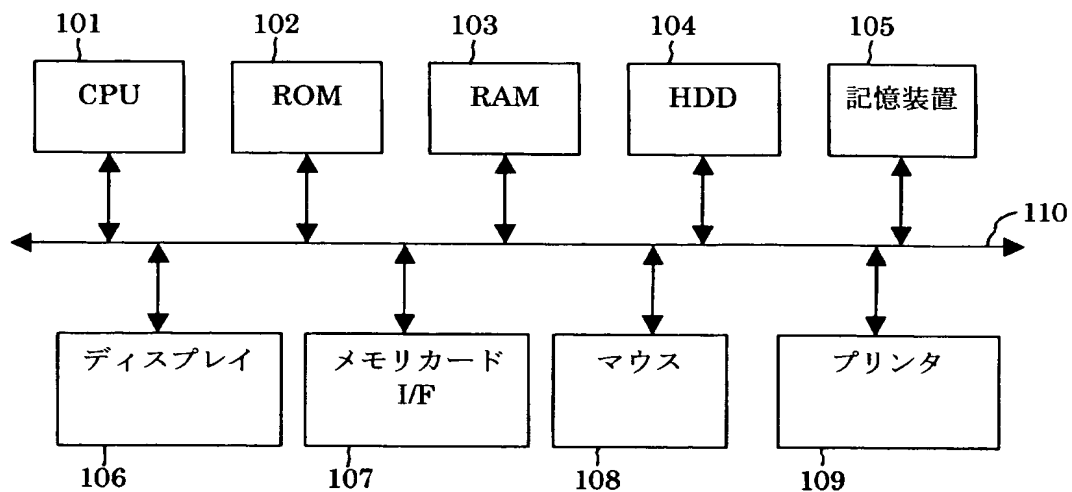 101
102
103
104
105
CPU
ROM
RAM
HDD
記憶装置
110
ディスプレイ
メモリカード
I/F
マウス
プリンタ
106
107
108
109